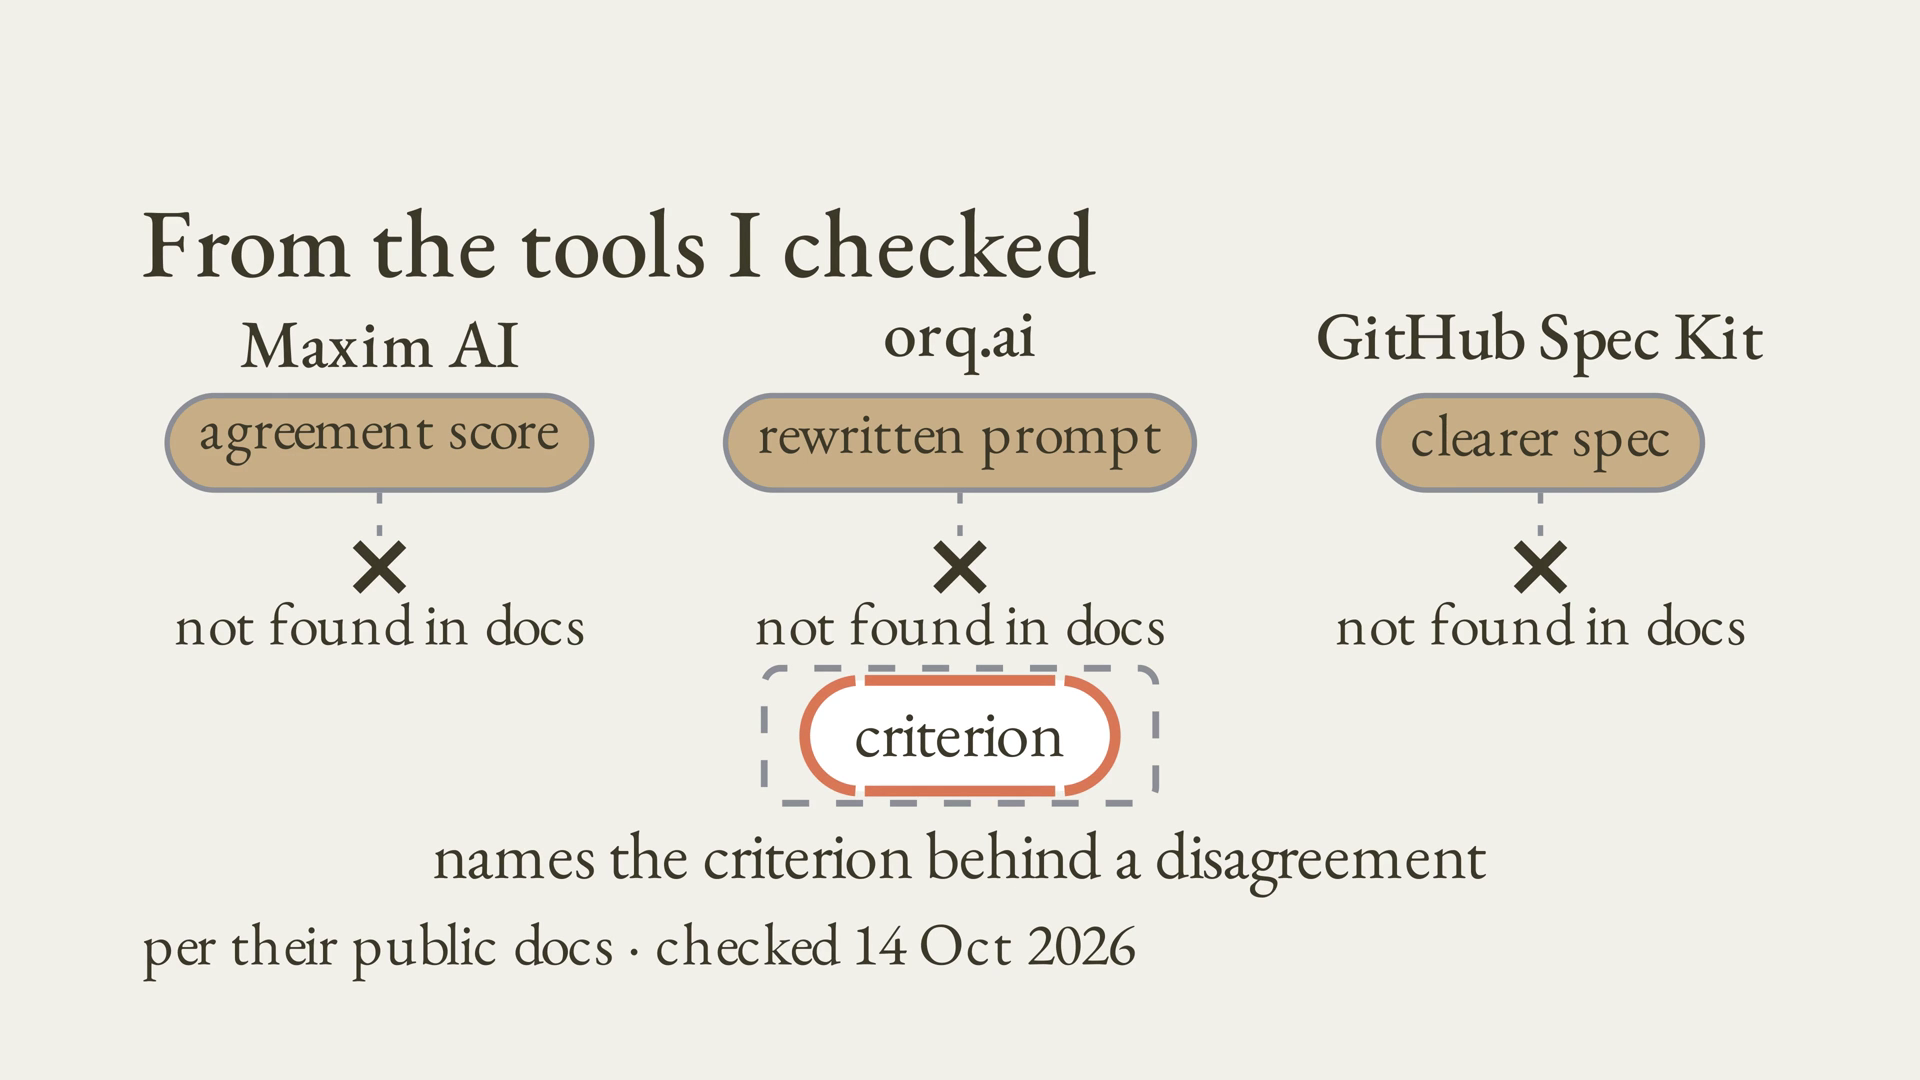 From the tools I checked
Maxim AI
orq.ai
GitHub Spec Kit
agreement score
rewritten prompt
clearer spec
not found in docs
not found in docs
not found in docs
criterion
names the criterion behind a disagreement
per their public docs · checked 14 Oct 2026